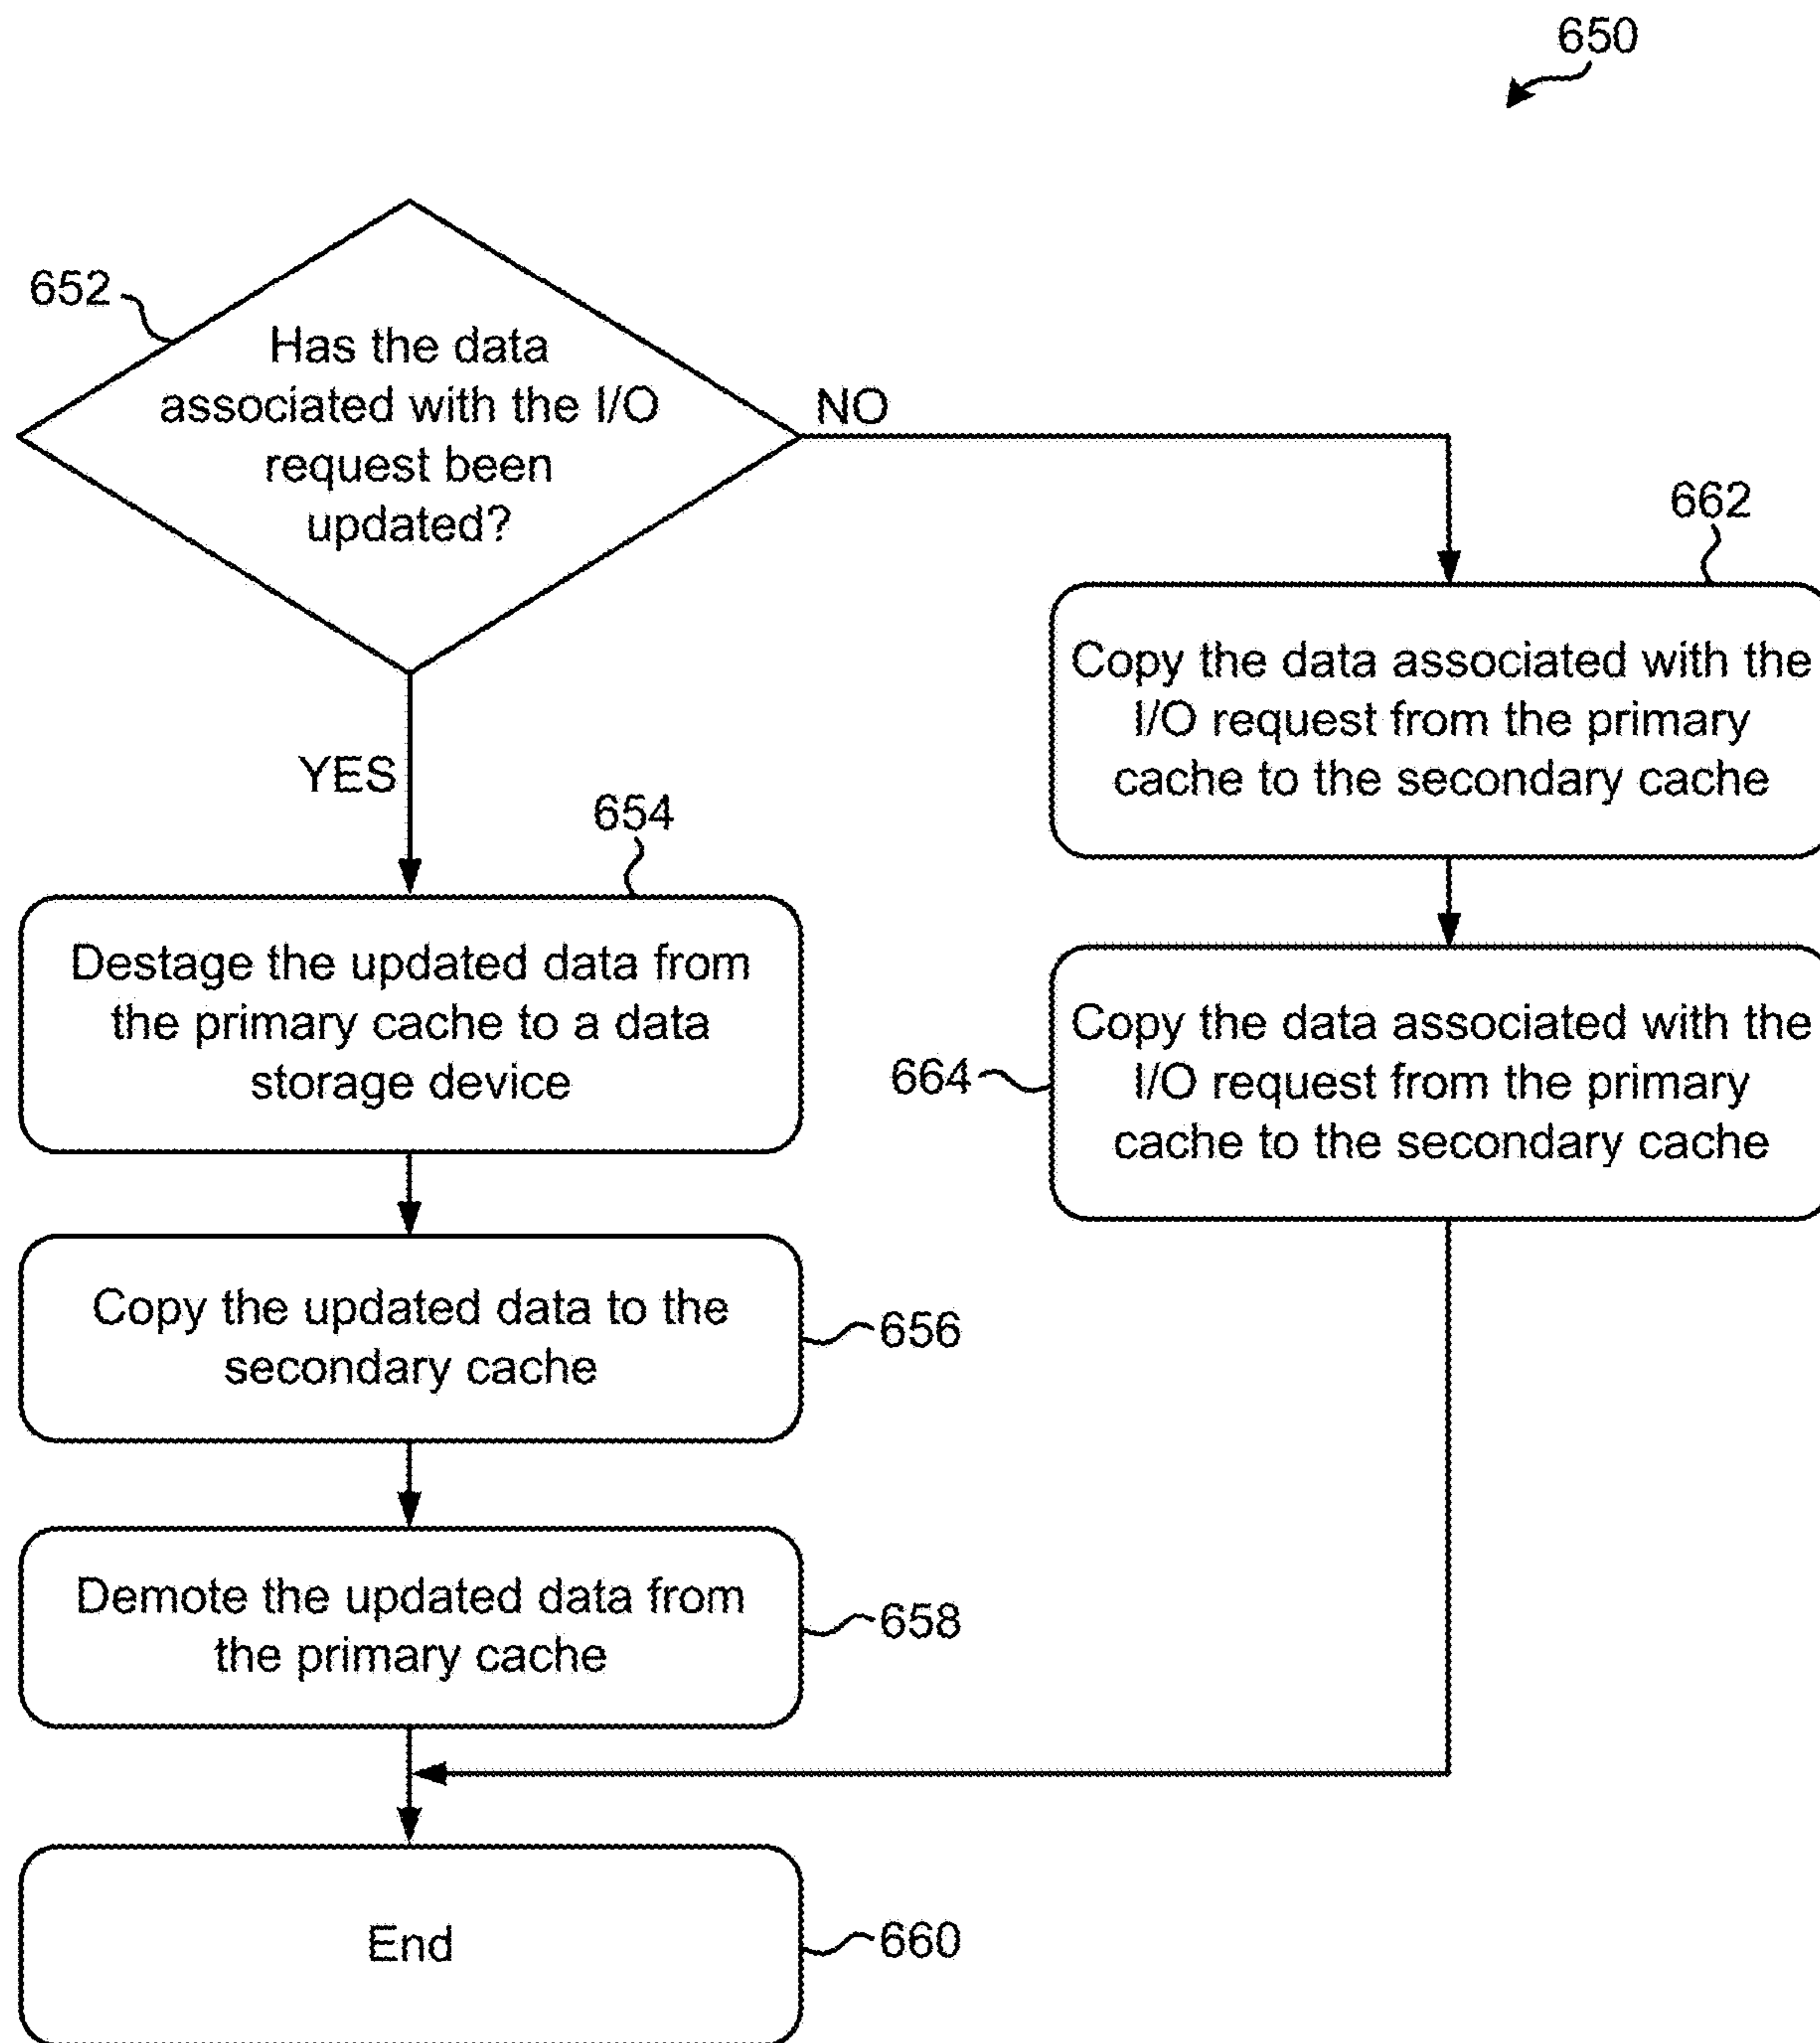 650
652
Has the data
associated with the I/O
request been
updated?
NO
YES
662
Copy the data associated with the
I/O request from the primary
cache to the secondary cache
654
Destage the updated data from
the primary cache to a data
storage device
664
Copy the data associated with the
I/O request from the primary
cache to the secondary cache
Copy the updated data to the
secondary cache
656
Demote the updated data from
the primary cache
658
End
660